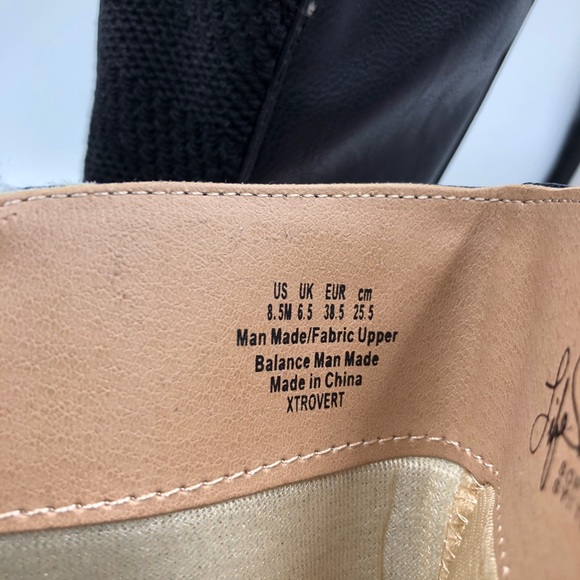 US UK EUR cm
8.5M 6.5 38.5 25.5
Man Made/Fabric Upper
Balance Man Made
Made in China
XTROVERT
Life